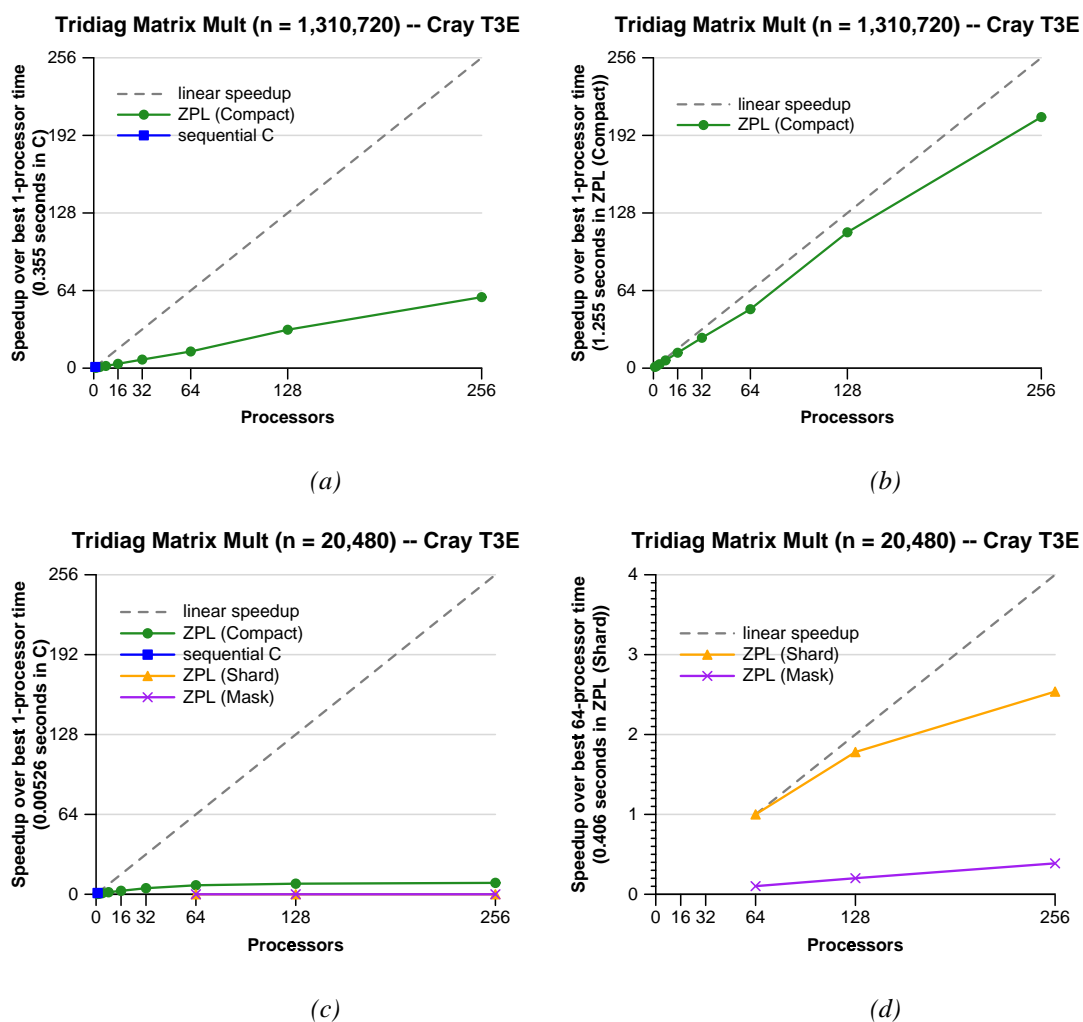 Tridiag Matrix Mult (n = 1,310,720) -- Cray T3E
Speedup over best 1-processor time
(0.355 seconds in C)
256
192
128
64
0
linear speedup
ZPL (Compact)
sequential C
0 16 32 64 128 256
Processors
(a)
Tridiag Matrix Mult (n = 1,310,720) -- Cray T3E
Speedup over best 1-processor time
(1.255 seconds in ZPL (Compact))
256
192
128
64
0
linear speedup
ZPL (Compact)
0 16 32 64 128 256
Processors
(b)
Tridiag Matrix Mult (n = 20,480) -- Cray T3E
Speedup over best 1-processor time
(0.00526 seconds in C)
256
192
128
64
0
linear speedup
ZPL (Compact)
sequential C
ZPL (Shard)
ZPL (Mask)
0 16 32 64 128 256
Processors
(c)
Tridiag Matrix Mult (n = 20,480) -- Cray T3E
Speedup over best 64-processor time
(0.406 seconds in ZPL (Shard))
4
3
2
1
0
linear speedup
ZPL (Shard)
ZPL (Mask)
0 16 32 64 128 256
Processors
(d)